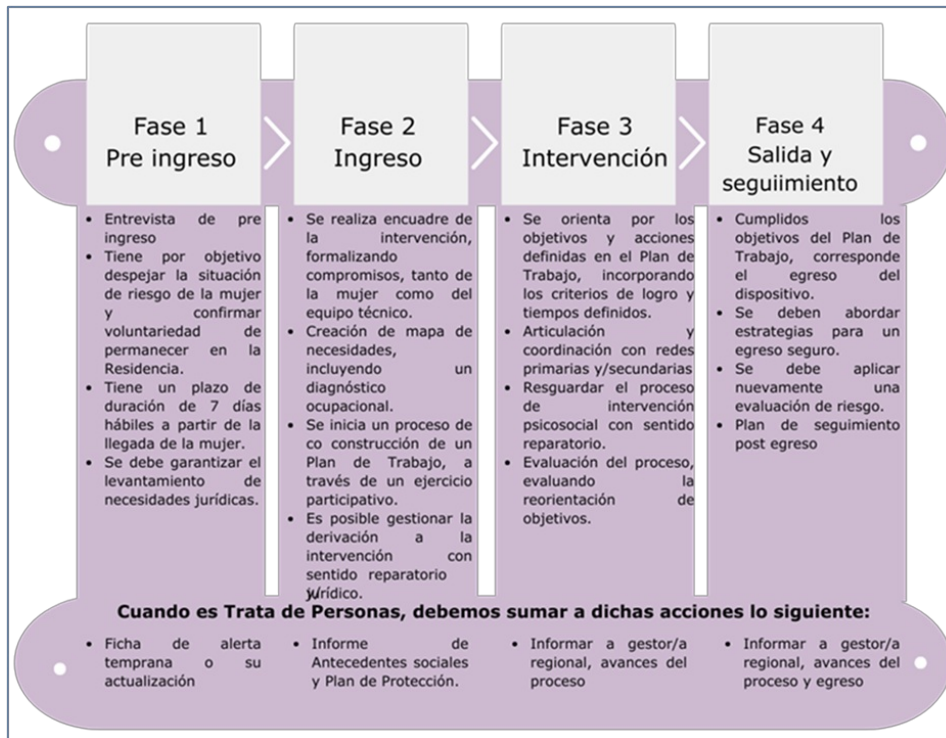 Fase 1
Pre ingreso
• Entrevista de pre
ingreso
• Tiene por objetivo
despejar la situación
de riesgo de la mujer
y confirmar
voluntariedad de
permanecer en la
Residencia.
• Tiene un plazo de
duración de 7 días
hábiles a partir de la
llegada de la mujer.
• Se debe garantizar el
levantamiento de
necesidades jurídicas.
Fase 2
Ingreso
• Se realiza encuadre de
la intervención,
formalizando
compromisos, tanto de
la mujer como del
equipo técnico.
• Creación de mapa de
necesidades,
incluyendo un
diagnóstico
ocupacional.
• Se inicia un proceso de
co construcción de un
Plan de Trabajo, a
través de un ejercicio
participativo.
• Es posible gestionar la
derivación a la
intervención con
sentido reparatorio
y/
jurídico.
Fase 3
Intervención
• Se orienta por los
objetivos y acciones
definidas en el Plan de
Trabajo, incorporando
los criterios de logro y
tiempos definidos.
• Articulación y
coordinación con redes
primarias y/secundarias
• Resguardar el proceso
de intervención
psicosocial con sentido
reparatorio.
• Evaluación del proceso,
evaluando la
reorientación de
objetivos.
Fase 4
Salida y
seguiimiento
• Cumplidos los
objetivos del Plan de
Trabajo, corresponde
el egreso del
dispositivo.
• Se deben abordar
estrategias para un
egreso seguro.
• Se debe aplicar
nuevamente una
evaluación de riesgo.
• Plan de seguimiento
post egreso
Cuando es Trata de Personas, debemos sumar a dichas acciones lo siguiente:
• Ficha de alerta
temprana o su
actualización
• Informe de
Antecedentes sociales
y Plan de Protección.
• Informar a gestor/a
regional, avances del
proceso
• Informar a gestor/a
regional, avances del
proceso y egreso